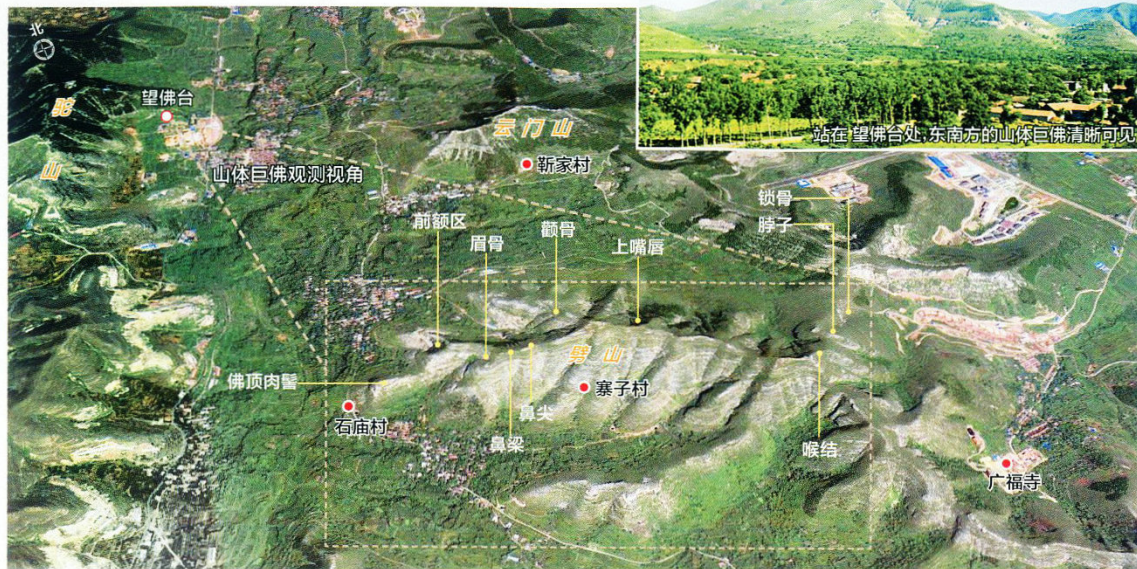 北
望佛台
驼
山
云门山
靳家村
站在 望佛台处,东南方的山体巨佛清晰可见
山体巨佛观测视角
锁骨
脖子
前额区
眉骨
颧骨
上嘴唇
劈山
佛顶肉髻
寨子村
石庙村
鼻尖
鼻梁
喉结
广福寺